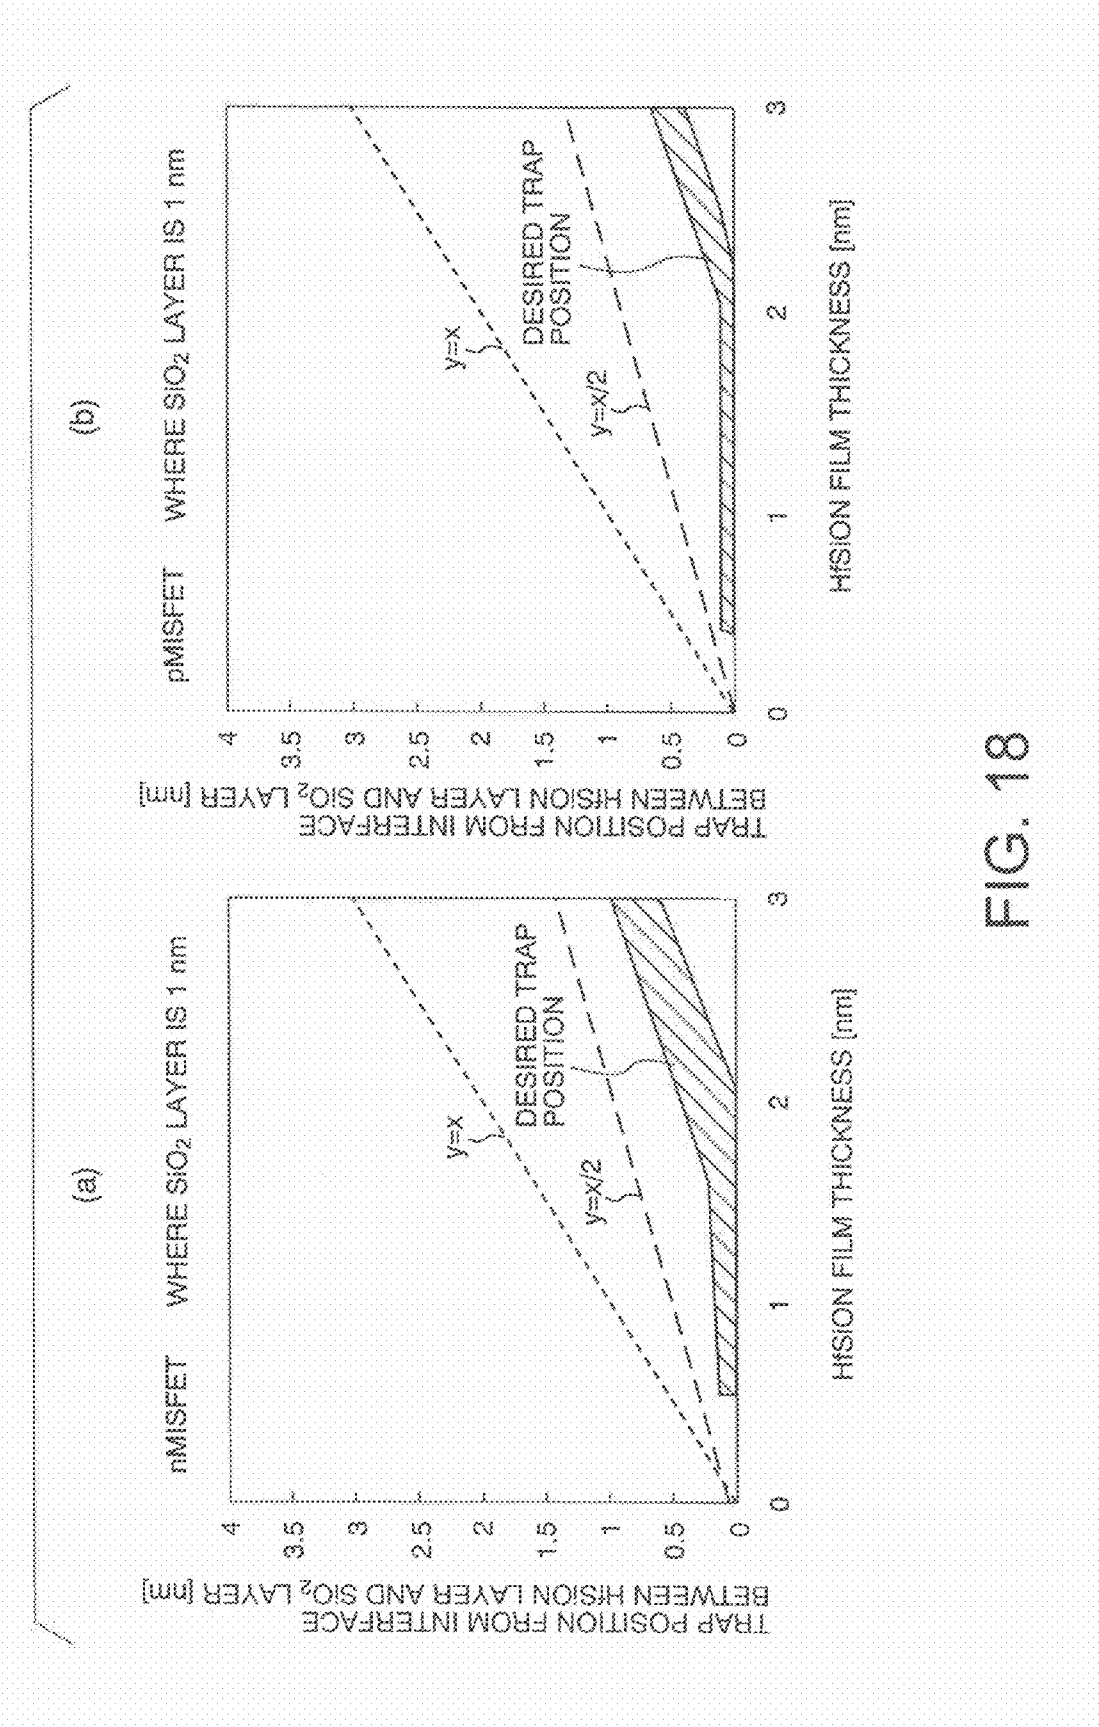 (a)
nMISFET WHERE SiO2 LAYER IS 1 nm
TRAP POSITION FROM INTERFACE
BETWEEN HfSiON LAYER AND SiO2 LAYER [nm]
4
3.5
3
2.5
2
1.5
1
0.5
0
y=x
y=x/2
DESIRED TRAP
POSITION
0
1
2
3
HfSiON FILM THICKNESS [nm]
(b)
pMISFET WHERE SiO2 LAYER IS 1 nm
TRAP POSITION FROM INTERFACE
BETWEEN HfSiON LAYER AND SiO2 LAYER [nm]
4
3.5
3
2.5
2
1.5
1
0.5
0
y=x
y=x/2
DESIRED TRAP
POSITION
0
1
2
3
HfSiON FILM THICKNESS [nm]
FIG. 18